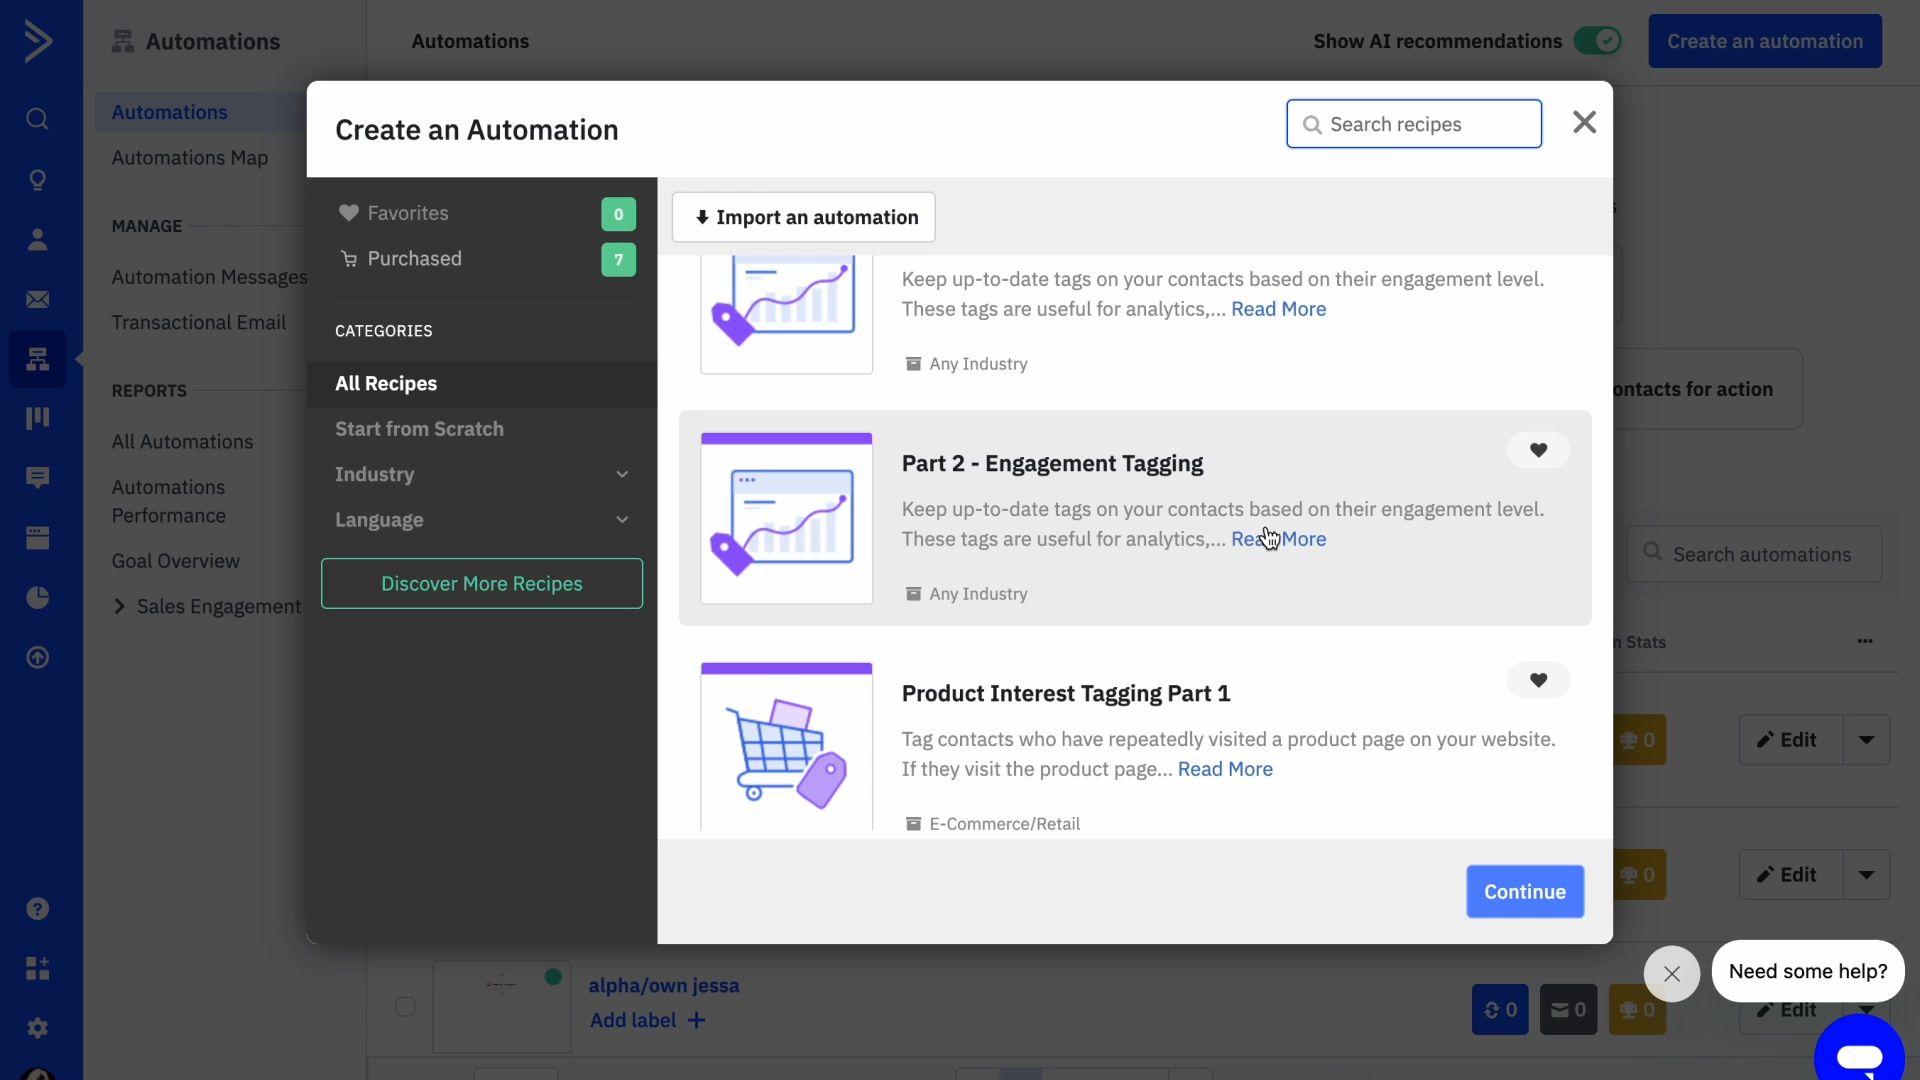 Automations
Automations
Show AI recommendations
Create an automation
Automations
Automations Map
MANAGE
Automation Messages
Transactional Email
REPORTS
All Automations
Automations
Performance
Goal Overview
Sales Engagement
Create an Automation
Search recipes
Favorites
0
Purchased
7
CATEGORIES
All Recipes
Start from Scratch
Industry
Language
Discover More Recipes
Import an automation
Keep up-to-date tags on your contacts based on their engagement level.
These tags are useful for analytics,... Read More
Any Industry
Part 2 - Engagement Tagging
Keep up-to-date tags on your contacts based on their engagement level.
These tags are useful for analytics,... Read More
Any Industry
Product Interest Tagging Part 1
Tag contacts who have repeatedly visited a product page on your website.
If they visit the product page... Read More
E-Commerce/Retail
Continue
ontacts for action
Search automations
n Stats
0
Edit
0
Edit
alpha/own jessa
Add label +
0
0
0
Edit
Need some help?